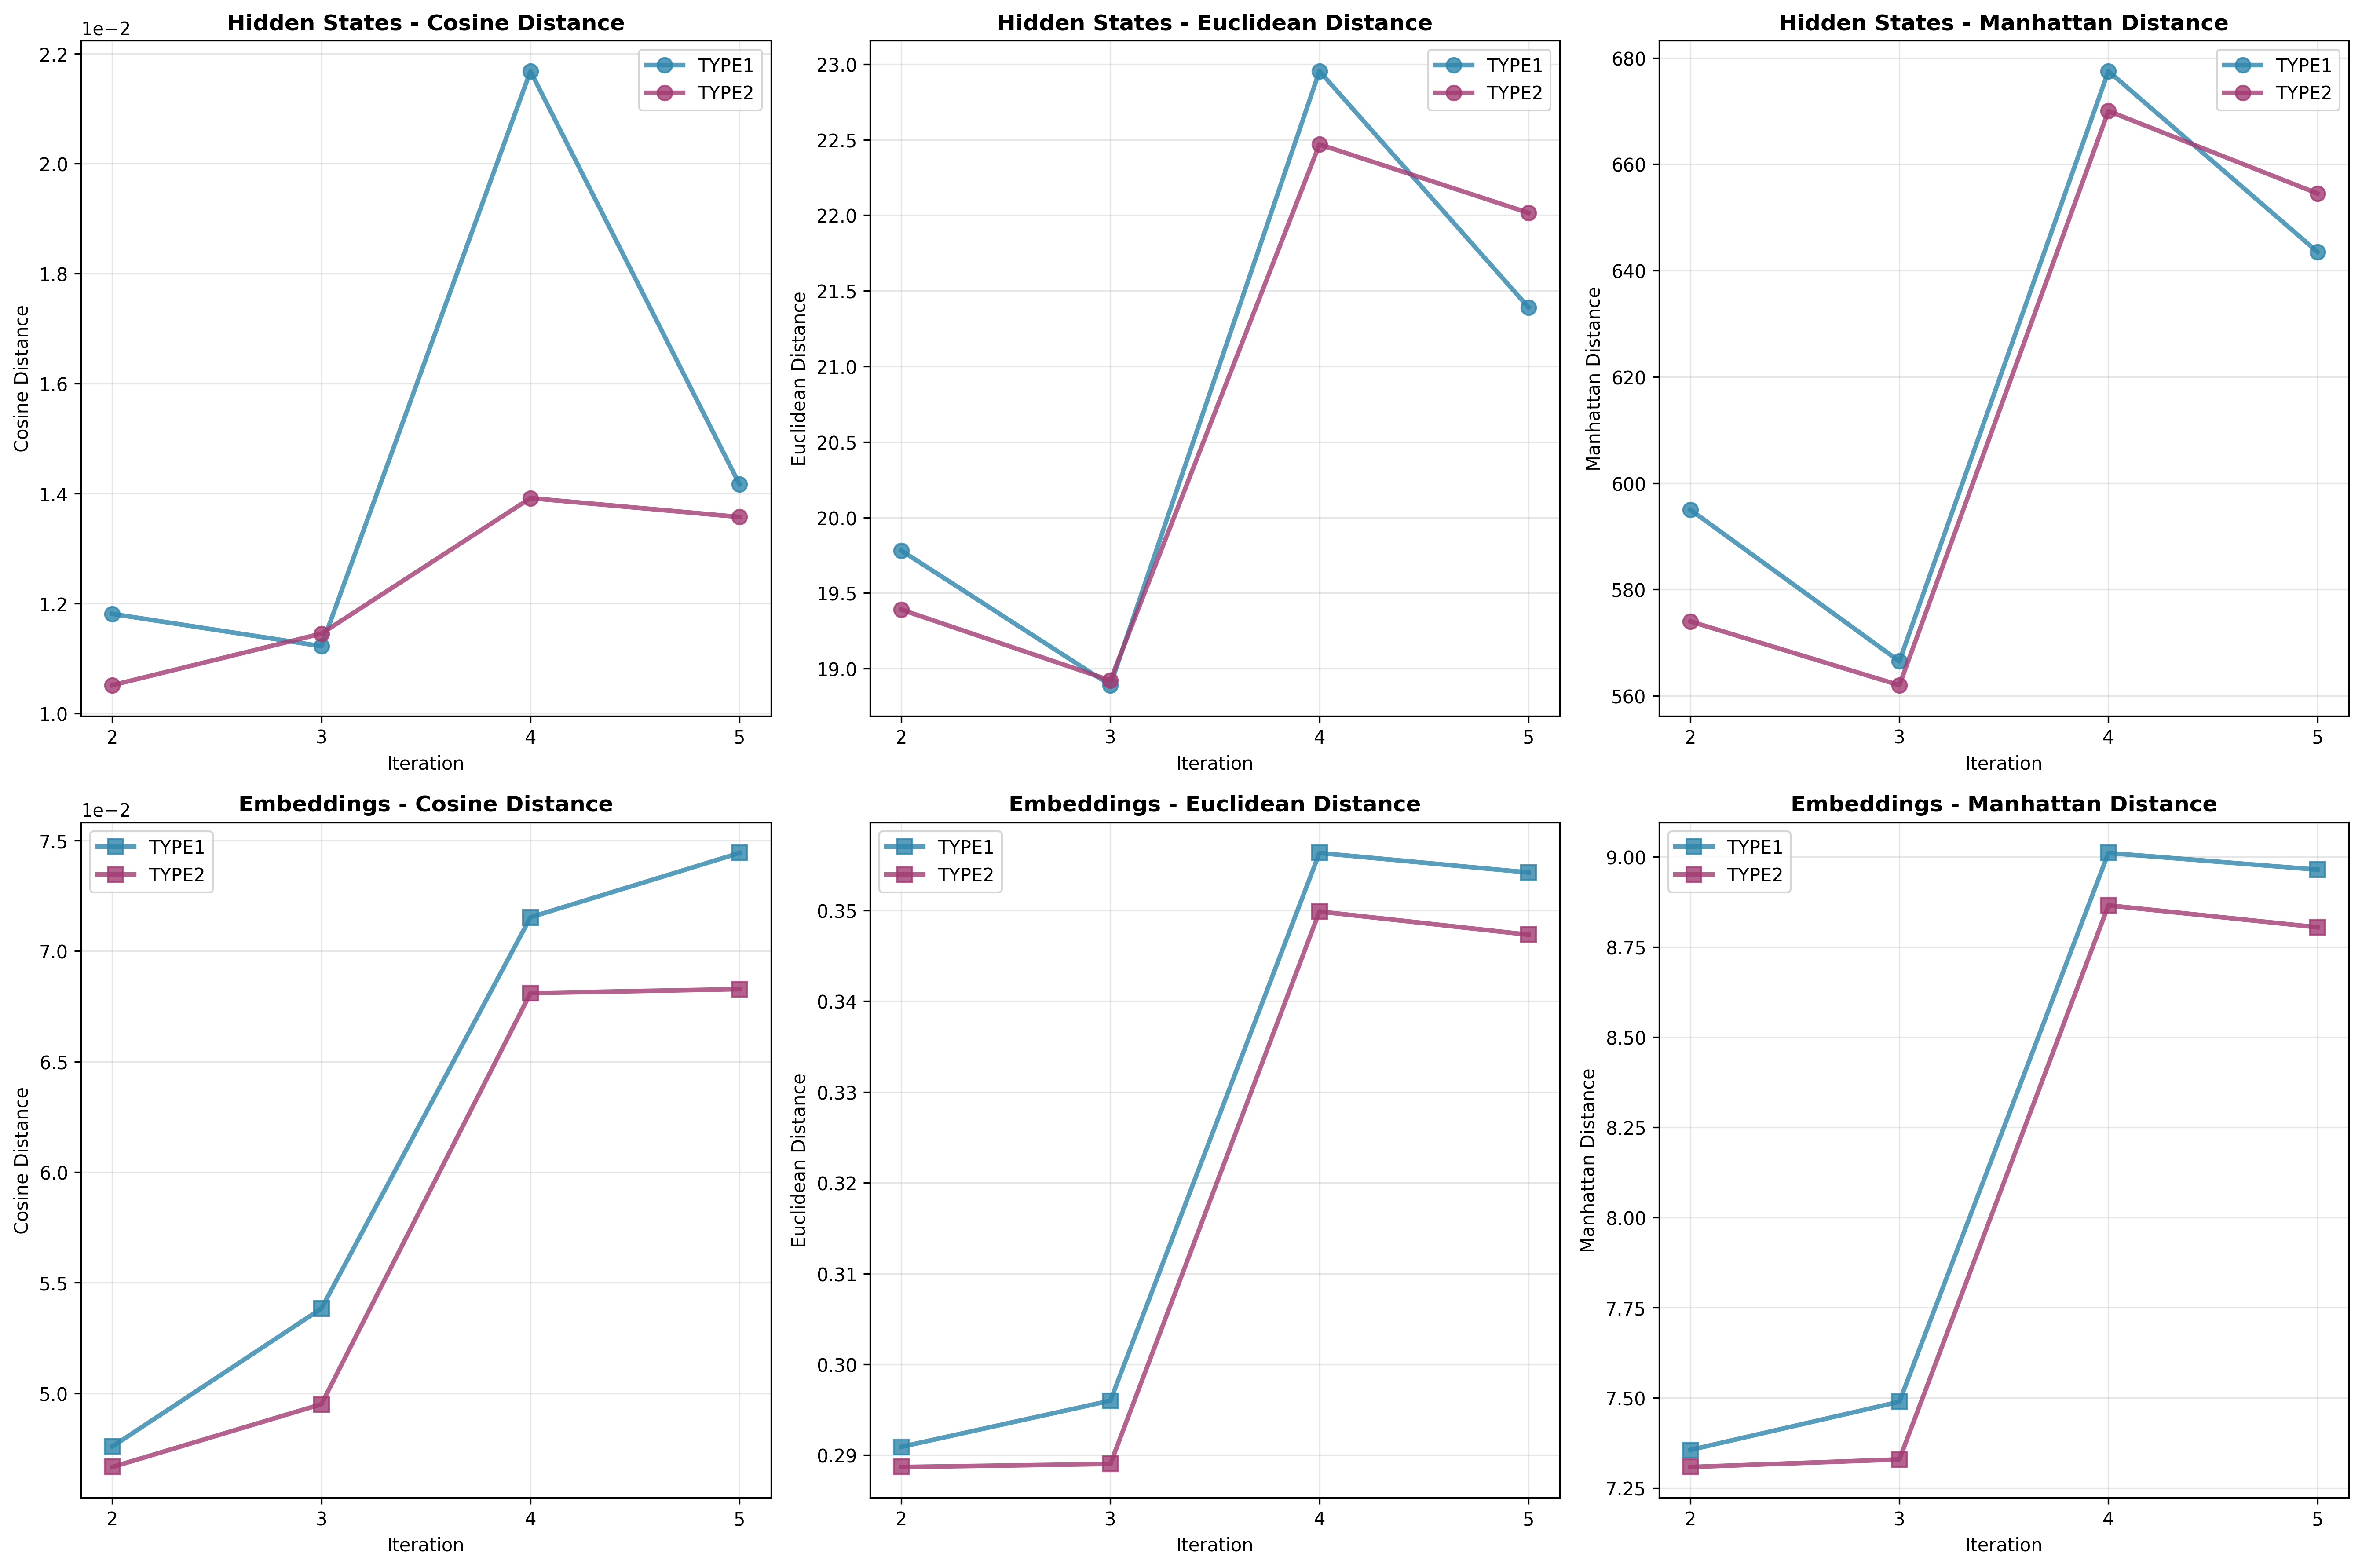 Hidden States - Cosine Distance
1e−2
2.2
2.0
1.8
1.6
1.4
1.2
1.0
Cosine Distance
TYPE1
TYPE2
2 3 4 5
Iteration
Hidden States - Euclidean Distance
23.0
22.5
22.0
21.5
21.0
20.5
20.0
19.5
19.0
Euclidean Distance
TYPE1
TYPE2
2 3 4 5
Iteration
Hidden States - Manhattan Distance
680
660
640
620
600
580
560
Manhattan Distance
TYPE1
TYPE2
2 3 4 5
Iteration
Embeddings - Cosine Distance
1e−2
7.5
7.0
6.5
6.0
5.5
5.0
Cosine Distance
TYPE1
TYPE2
2 3 4 5
Iteration
Embeddings - Euclidean Distance
0.35
0.34
0.33
0.32
0.31
0.30
0.29
Euclidean Distance
TYPE1
TYPE2
2 3 4 5
Iteration
Embeddings - Manhattan Distance
9.00
8.75
8.50
8.25
8.00
7.75
7.50
7.25
Manhattan Distance
TYPE1
TYPE2
2 3 4 5
Iteration